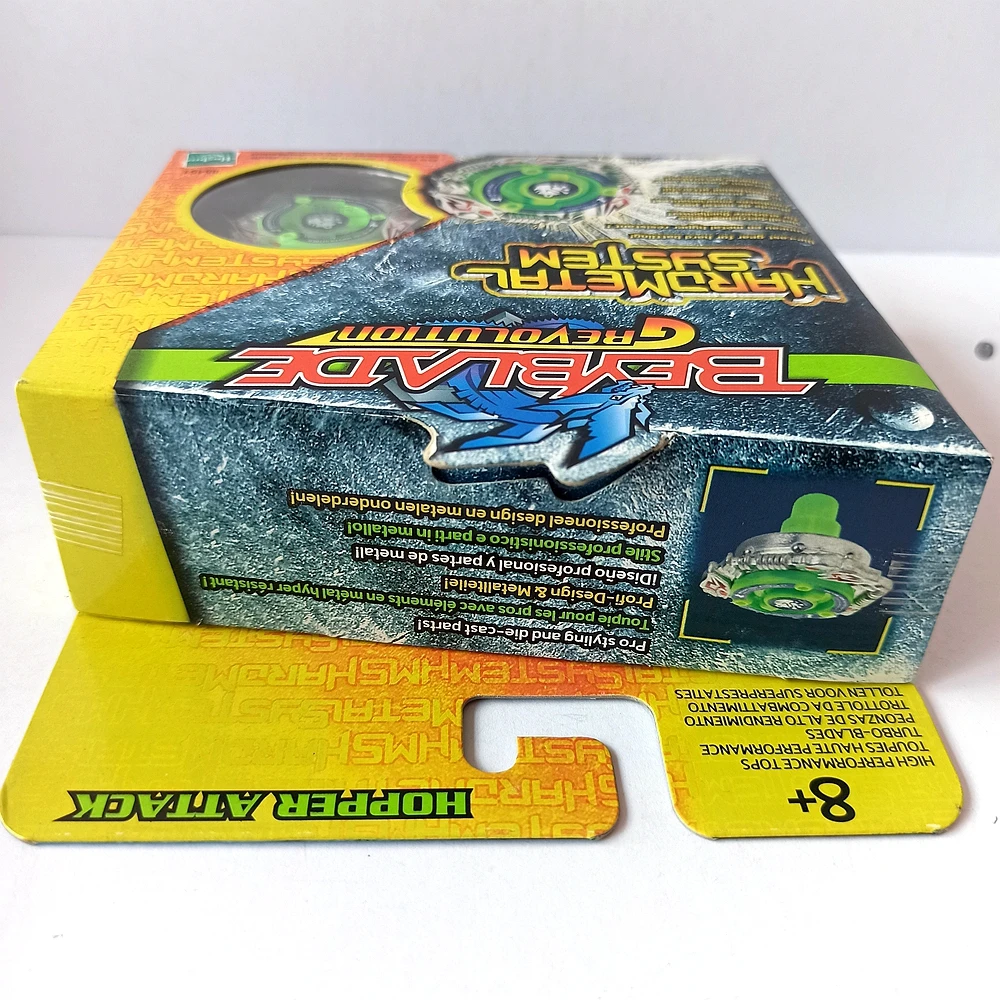 HOPPER ATTACK
8+
HIGH PERFORMANCE TOPS
TOUPIES HAUTE PERFORMANCE
TURBO-BLADES
PEONZAS DE ALTO RENDIMIENTO
TROTTOLE DA COMBATTIMENTO
TOLLEN VOOR SUPERPRESTATIES
Pro styling and die-cast parts!
Toupie pour les pros avec éléments en métal hyper résistant !
Profi-Design & Metallteile!
¡Diseño profesional y partes de metal!
Stile professionistico e parti in metallo!
Professioneel design en metalen onderdelen!
BEYBLADE
G REVOLUTION
HARDMETAL
SYSTEM
Hasbro